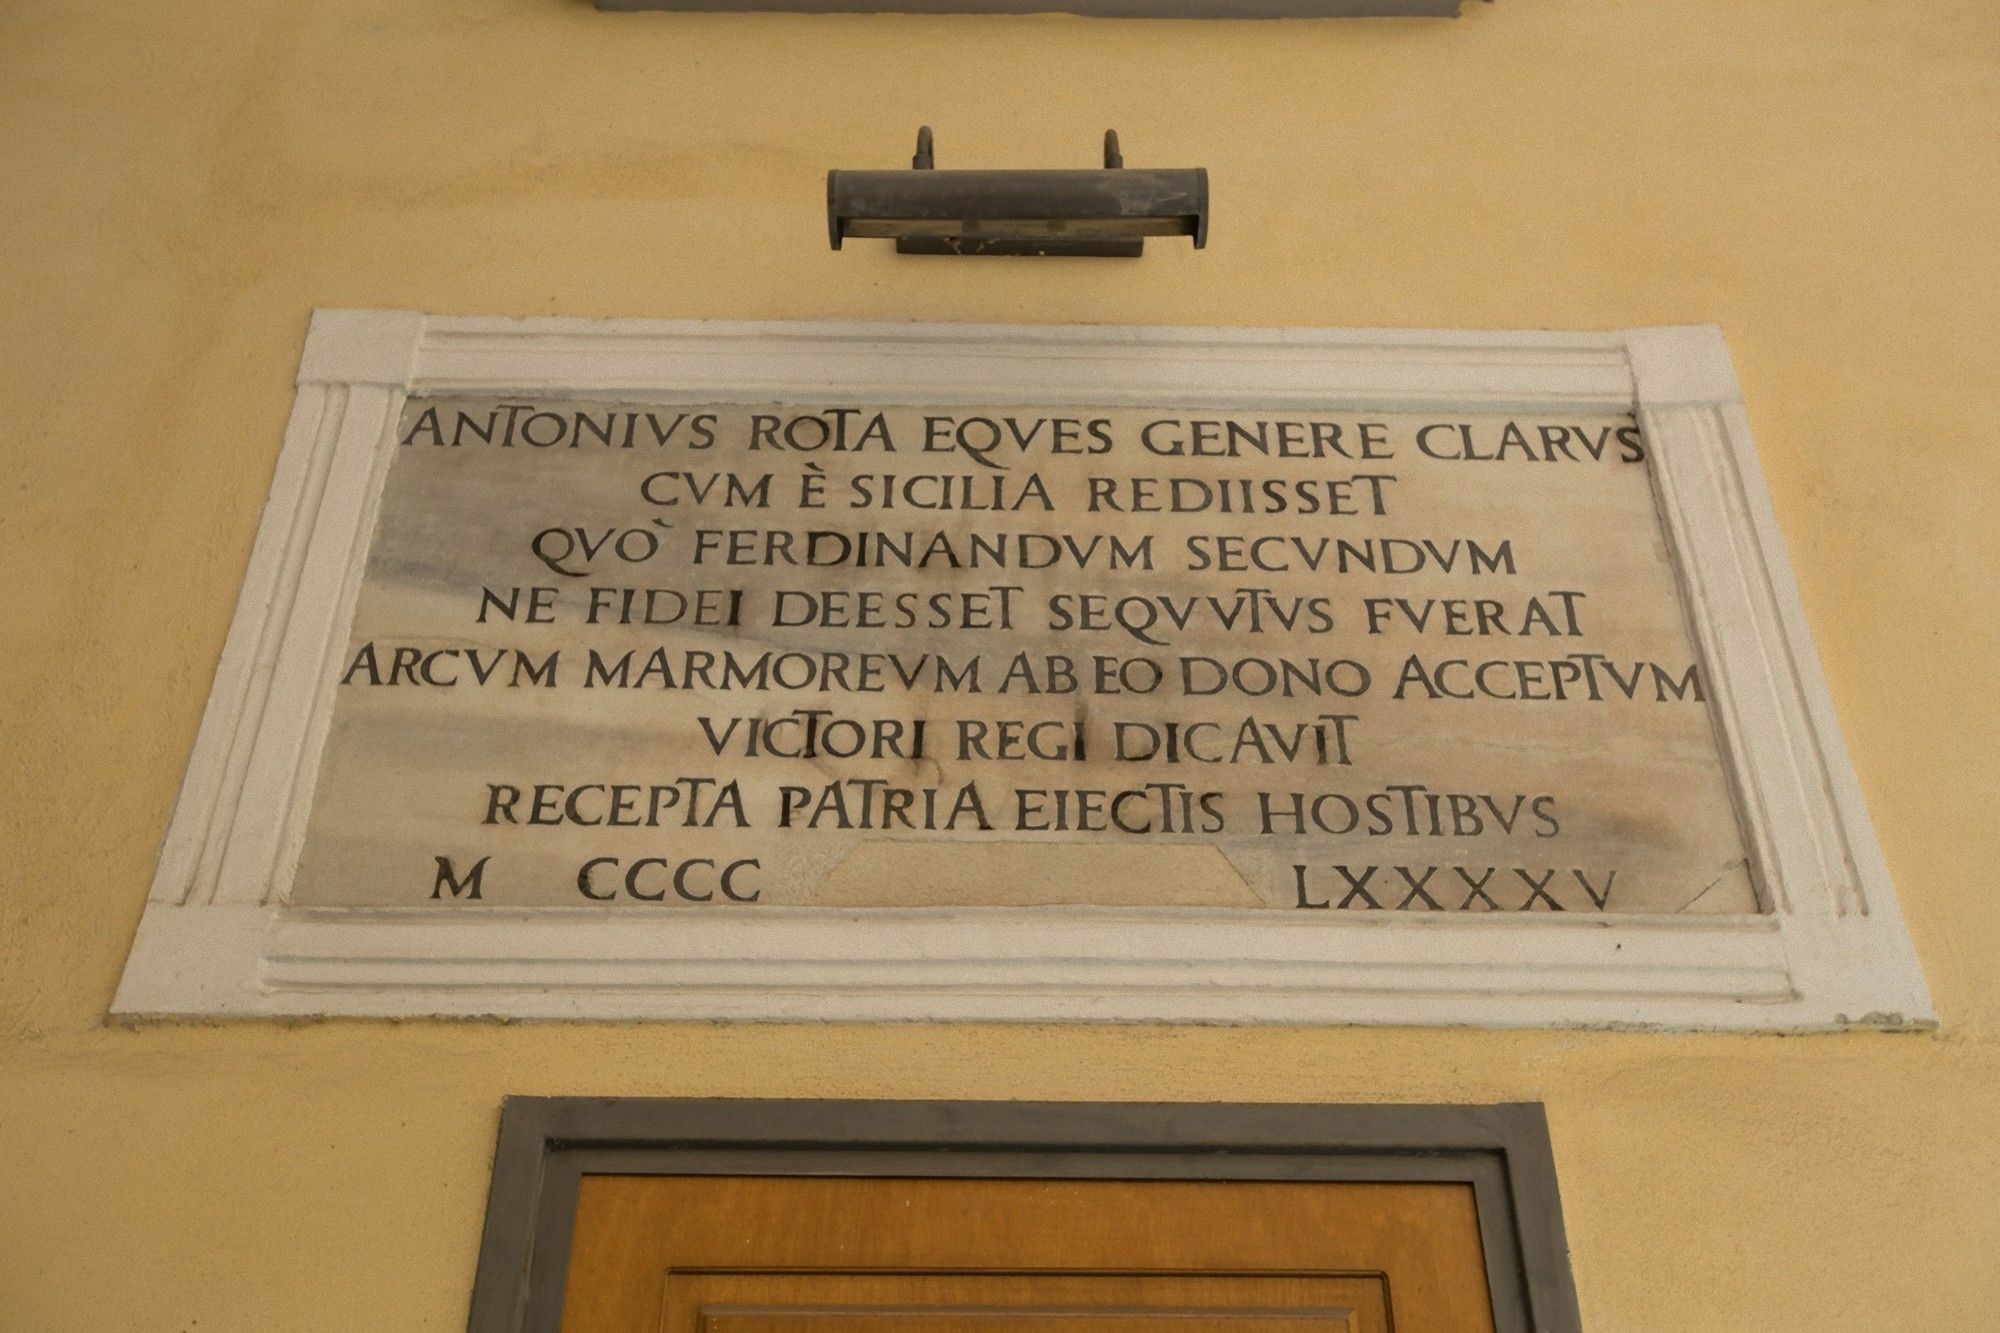 ANTONIVS ROTA EQVES GENERE CLARVS
CVM È SICILIA REDIISSET
QVÒ FERDINANDVM SECVNDVM
NE FIDEI DEESSET SEQVVTVS FVERAT
ARCVM MARMOREVM AB EO DONO ACCEPTVM
VICTORI REGI DICAVIT
RECEPTA PATRIA EIECTIS HOSTIBVS
M CCCC LXXXXV